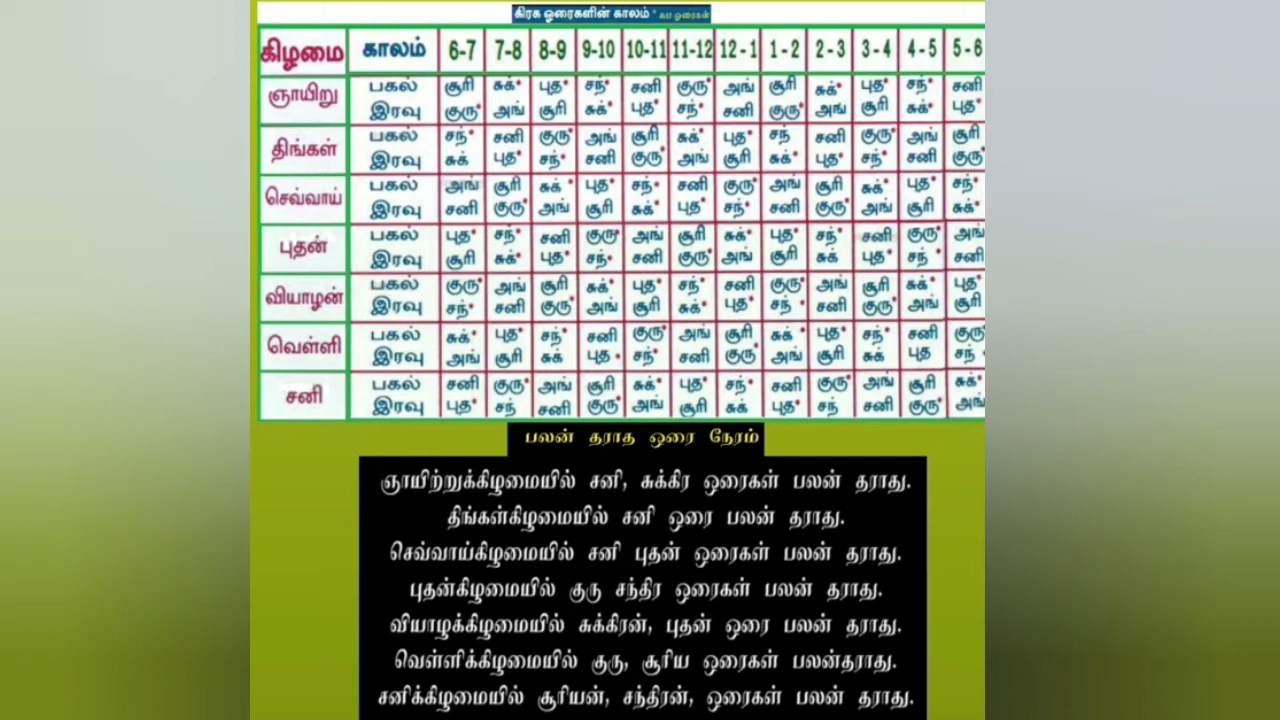 கிரக ஓரைகளின் காலம் * சுப ஓரைகள்
கிழமை காலம் 6-7 7-8 8-9 9-10 10-11 11-12 12-1 1-2 2-3 3-4 4-5 5-6
ஞாயிறு
பகல் சூரி சுக்* புத* சந்* சனி குரு* அங் சூரி சுக்* புத* சந்* சனி
இரவு குரு* அங் சூரி சுக்* புத* சந்* சனி குரு* அங் சூரி சுக்* புத*
திங்கள்
பகல் சந்* சனி குரு* அங் சூரி சுக்* புத* சந் சனி குரு* அங் சூரி
இரவு சுக் புத* சந்* சனி குரு* அங் சூரி சுக்* புத* சந்* சனி குரு*
செவ்வாய்
பகல் அங் சூரி சுக்* புத* சந்* சனி குரு* அங் சூரி சுக்* புத* சந்*
இரவு சனி குரு* அங் சூரி சுக்* புத* சந்* சனி குரு* அங் சூரி சுக்*
புதன்
பகல் புத* சந்* சனி குரு* அங் சூரி சுக்* புத* சந்* சனி குரு* அங்
இரவு சூரி சுக்* புத* சந்* சனி குரு* அங் சூரி சுக் புத* சந்* சனி
வியாழன்
பகல் குரு* அங் சூரி சுக்* புத* சந்* சனி குரு* அங் சூரி சுக்* புத*
இரவு சந்* சனி குரு* அங் சூரி சுக்* புத* சந்* சனி குரு* அங் சூரி
வெள்ளி
பகல் சுக்* புத* சந்* சனி குரு* அங் சூரி சுக்* புத* சந்* சனி குரு*
இரவு அங் சூரி சுக் புத* சந்* சனி குரு* அங் சூரி சுக் புத சந்*
சனி
பகல் சனி குரு* அங் சூரி சுக்* புத* சந்* சனி குரு* அங் சூரி சுக்*
இரவு புத* சந் சனி குரு* அங் சூரி சுக் புத* சந் சனி குரு* அங்
பலன் தராத ஓரை நேரம்
ஞாயிற்றுக்கிழமையில் சனி, சுக்கிர ஓரைகள் பலன் தராது.
திங்கள்கிழமையில் சனி ஓரை பலன் தராது.
செவ்வாய்கிழமையில் சனி புதன் ஓரைகள் பலன் தராது.
புதன்கிழமையில் குரு சந்திர ஓரைகள் பலன் தராது.
வியாழக்கிழமையில் சுக்கிரன், புதன் ஓரை பலன் தராது.
வெள்ளிக்கிழமையில் குரு, சூரிய ஓரைகள் பலன்தராது.
சனிக்கிழமையில் சூரியன், சந்திரன், ஓரைகள் பலன் தராது.